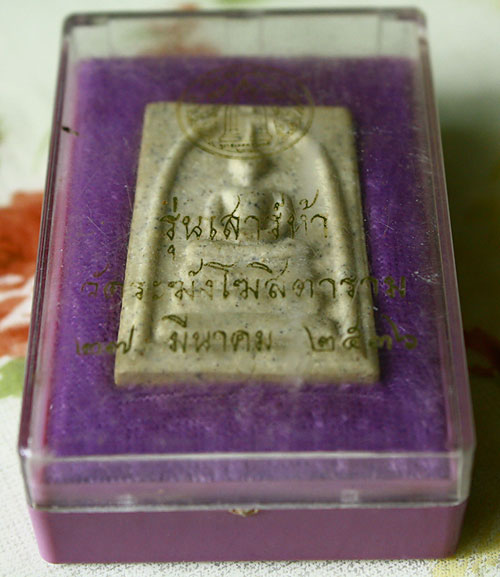 รุ่นเสาร์ห้า
วัดระฆังโฆสิตาราม
๒๗ มีนาคม ๒๕๓๖